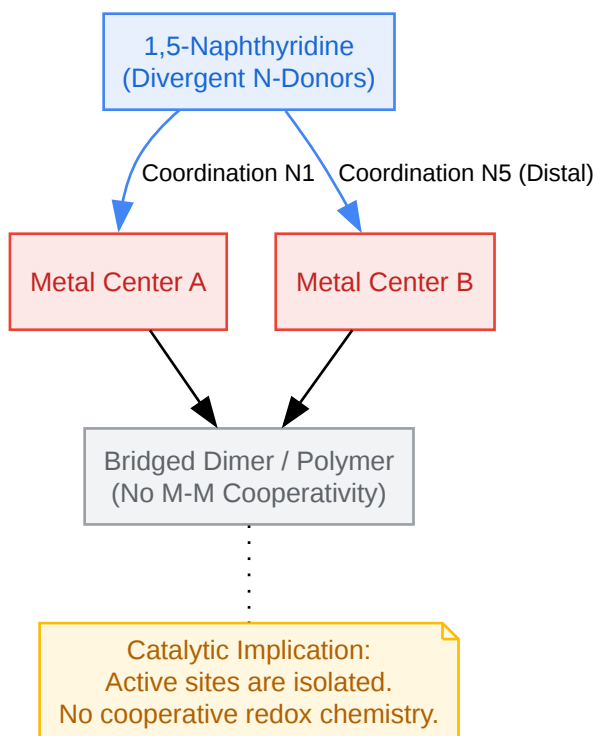 1,5-Naphthyridine
(Divergent N-Donors)
Coordination N1
Coordination N5 (Distal)
Metal Center A
Metal Center B
Bridged Dimer / Polymer
(No M-M Cooperativity)
Catalytic Implication:
Active sites are isolated.
No cooperative redox chemistry.